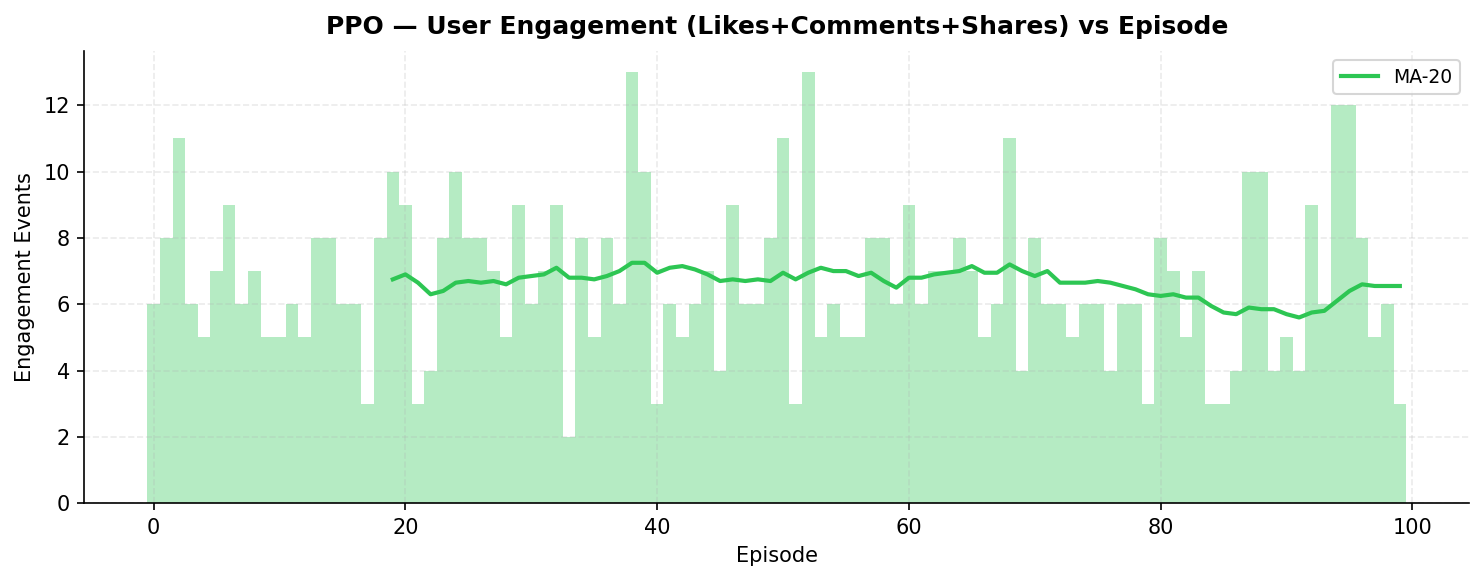 PPO — User Engagement (Likes+Comments+Shares) vs Episode
MA-20
Engagement Events
12
10
8
6
4
2
0
0 20 40 60 80 100
Episode